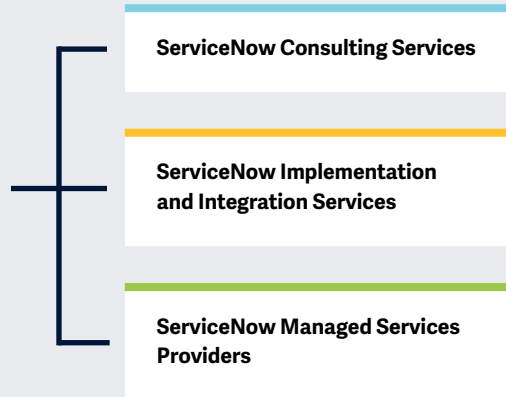 ServiceNow Consulting Services
ServiceNow Implementation
and Integration Services
ServiceNow Managed Services
Providers